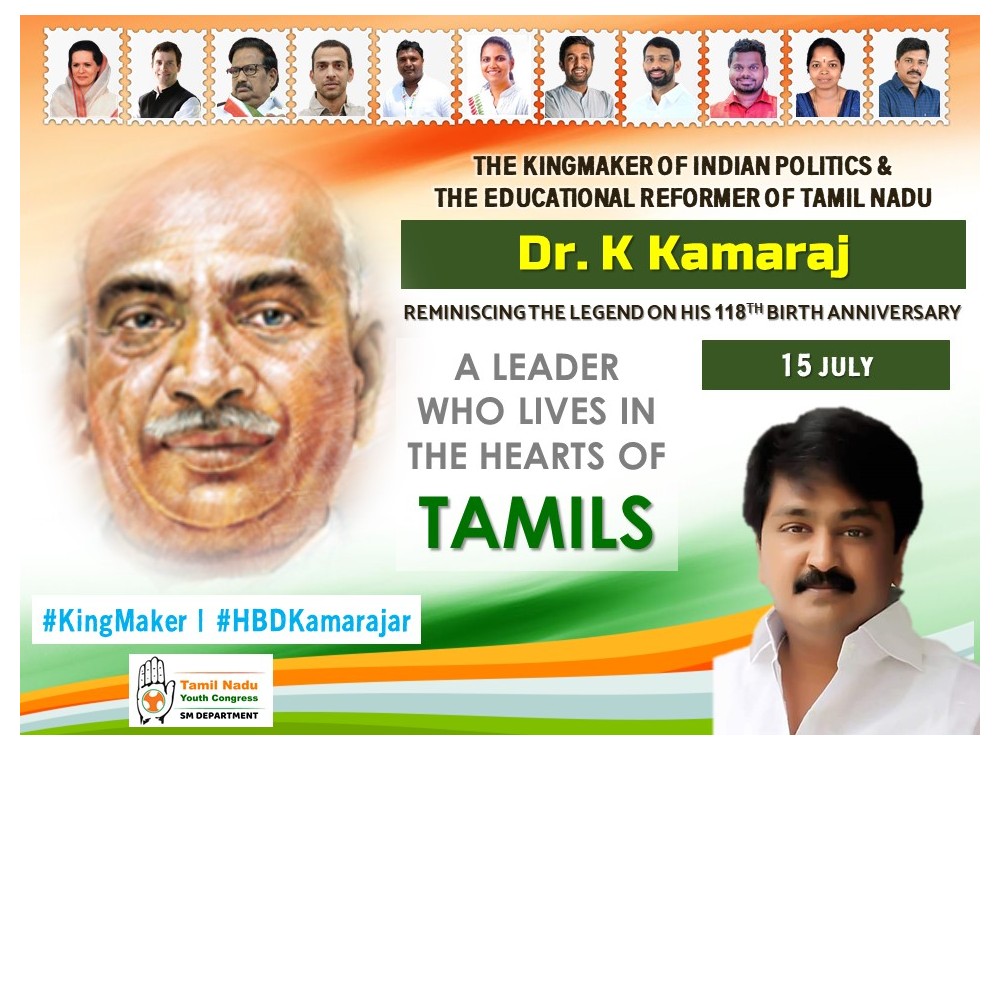 THE KINGMAKER OF INDIAN POLITICS &
THE EDUCATIONAL REFORMER OF TAMIL NADU
Dr. K Kamaraj
REMINISCING THE LEGEND ON HIS 118TH BIRTH ANNIVERSARY
15 JULY
A LEADER
WHO LIVES IN
THE HEARTS OF
TAMILS
#KingMaker | #HBDKamarajar
Tamil Nadu
Youth Congress
SM DEPARTMENT